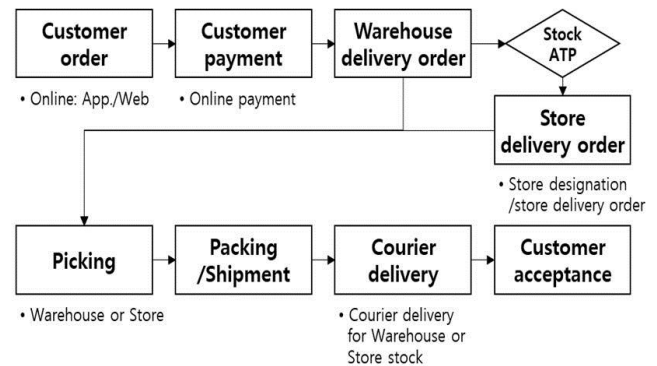 Customer
order
Customer
payment
Warehouse
delivery order
Stock
ATP
• Online: App./Web
• Online payment
Store
delivery order
• Store designation
/store delivery order
Picking
Packing
/Shipment
Courier
delivery
Customer
acceptance
• Warehouse or Store
• Courier delivery
for Warehouse or
Store stock